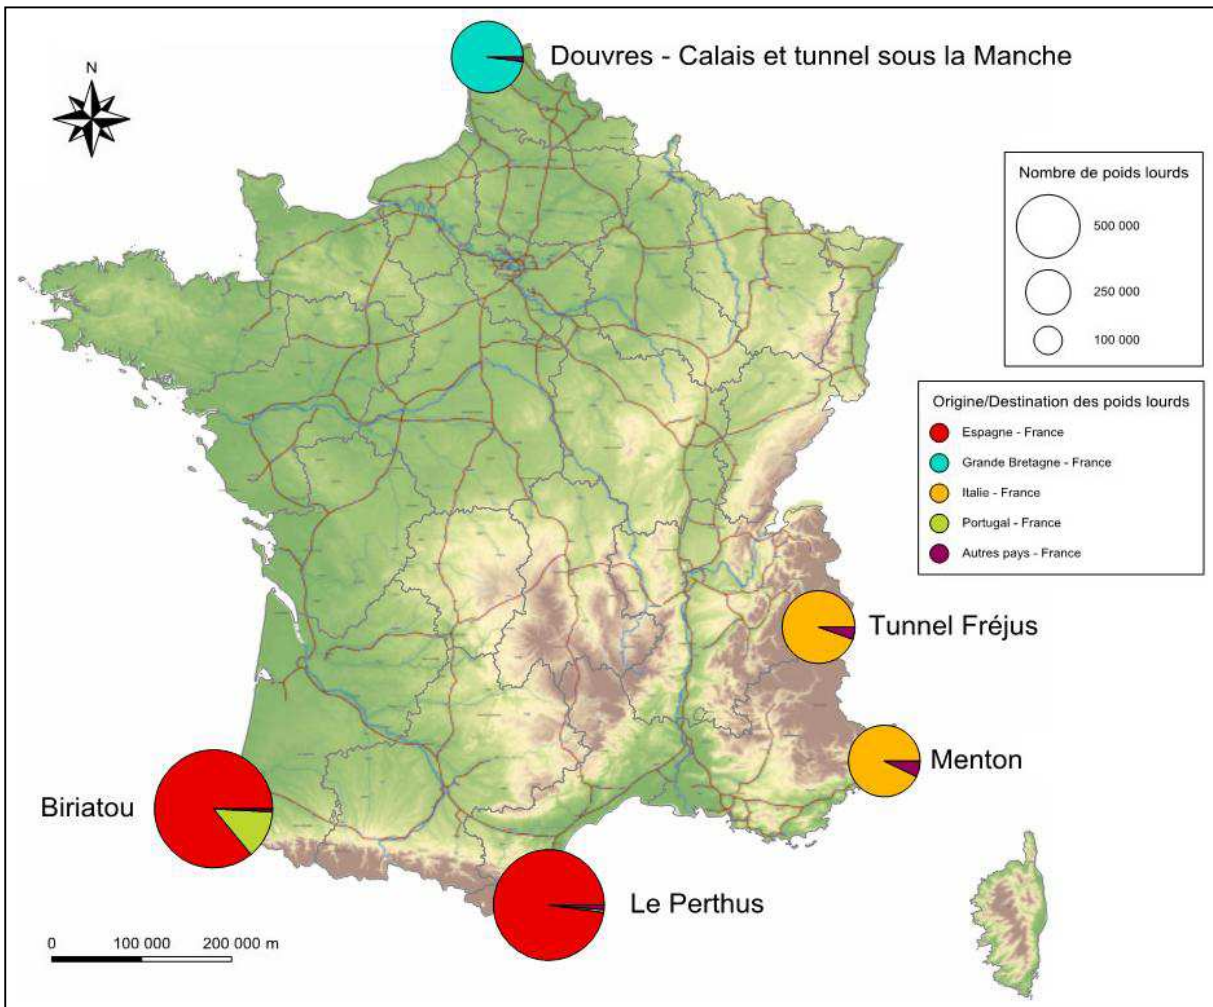 Douvres - Calais et tunnel sous la Manche
N
Nombre de poids lourds
500 000
250 000
100 000
Origine/Destination des poids lourds
Espagne - France
Grande Bretagne - France
Italie - France
Portugal - France
Autres pays - France
Tunnel Fréjus
Menton
Biriatou
Le Perthus
0 100 000 200 000 m